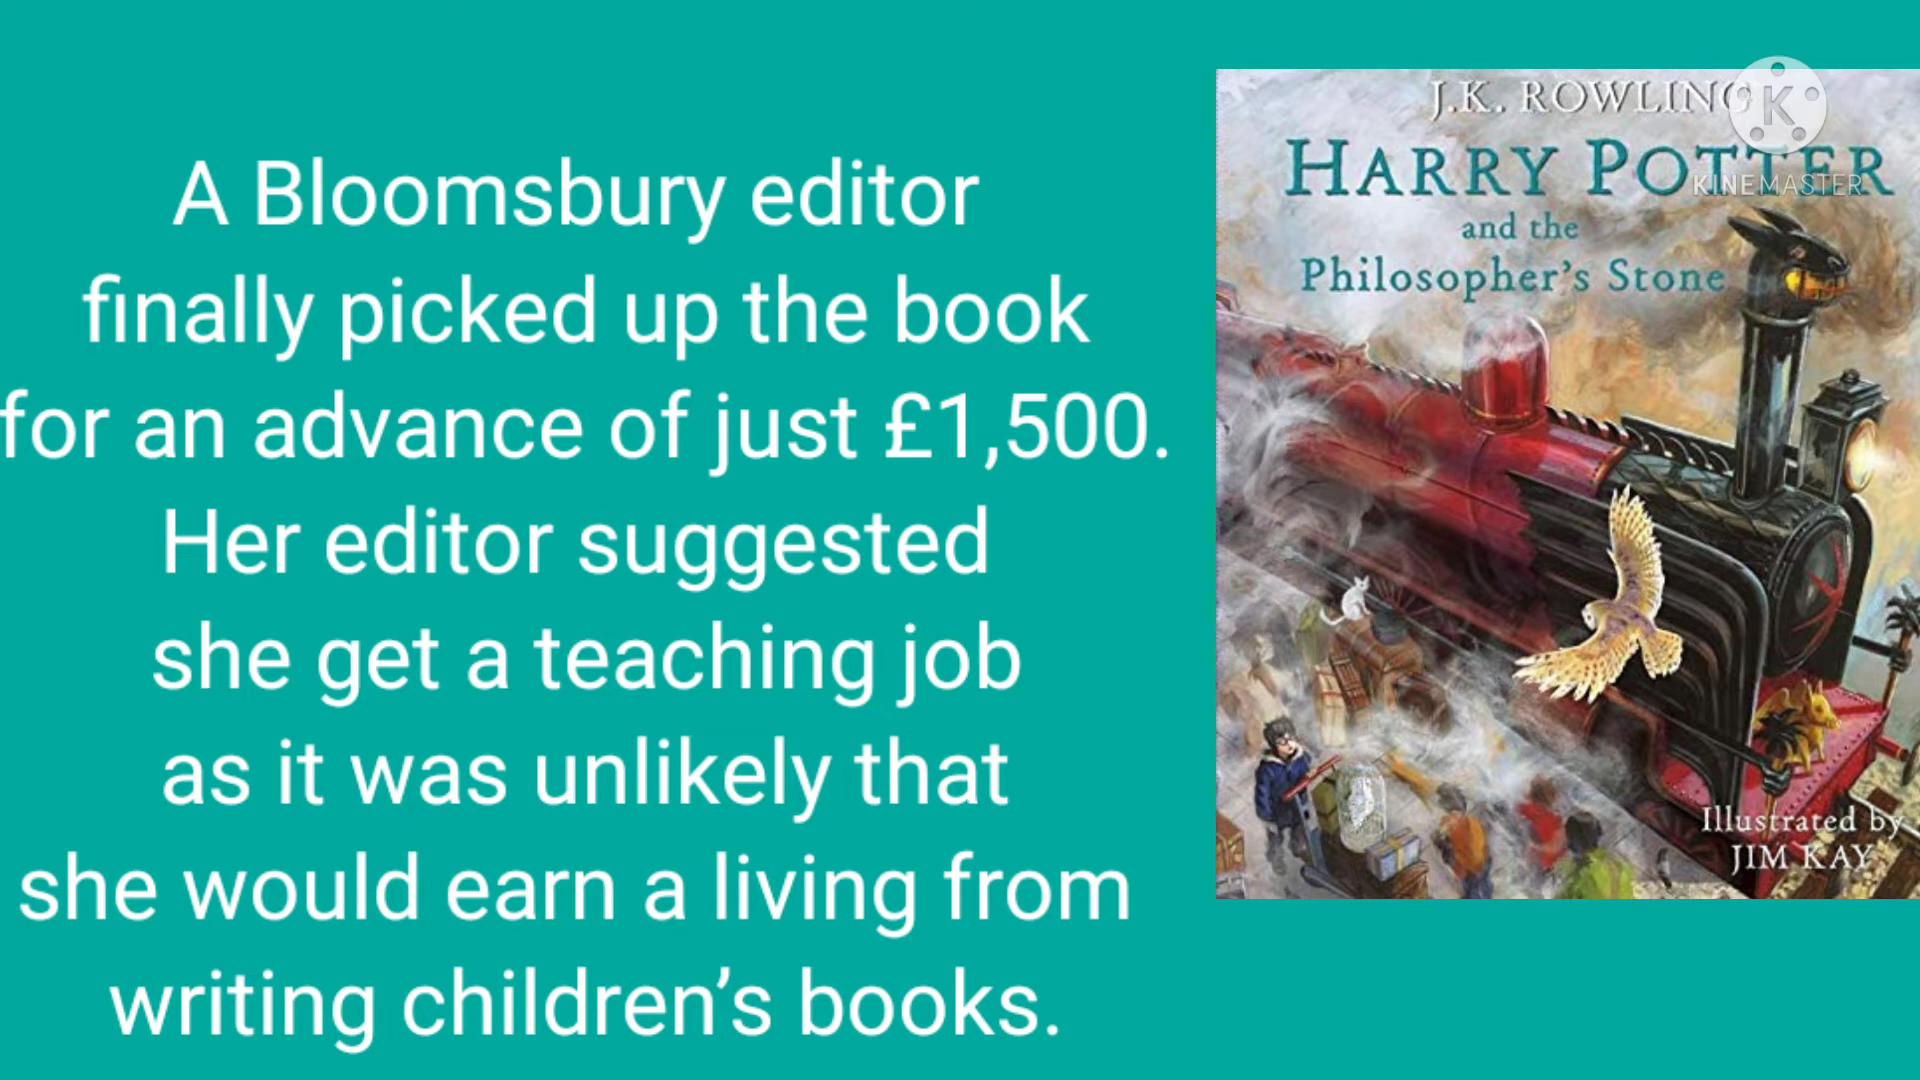 A Bloomsbury editor
finally picked up the book
for an advance of just £1,500.
Her editor suggested
she get a teaching job
as it was unlikely that
she would earn a living from
writing children’s books.
J.K. ROWLING
HARRY POTTER
and the
Philosopher’s Stone
Illustrated by
JIM KAY
K
KINEMASTER